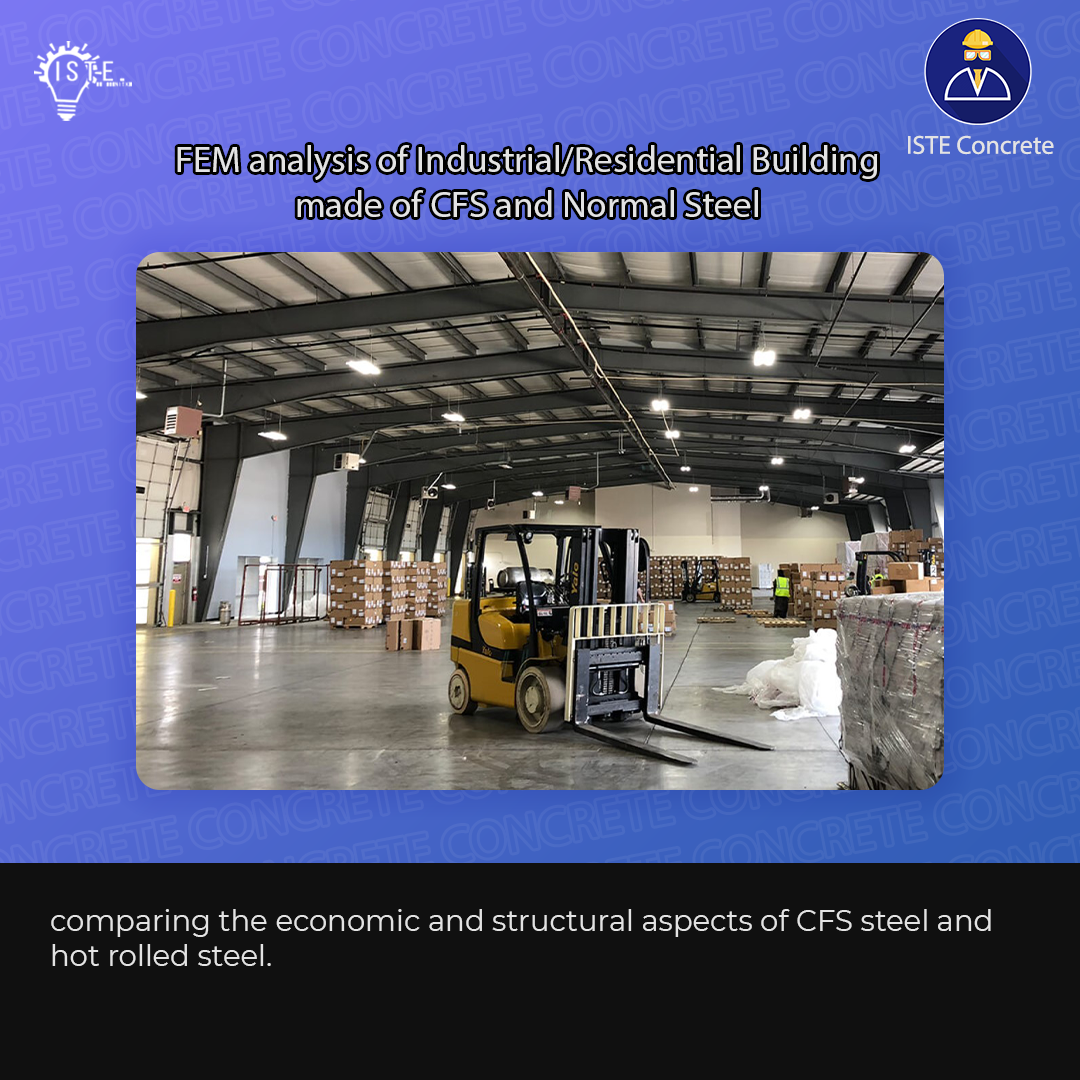 ISTE.
ISTE Concrete
FEM analysis of Industrial/Residential Building
made of CFS and Normal Steel
Yale
comparing the economic and structural aspects of CFS steel and
hot rolled steel.